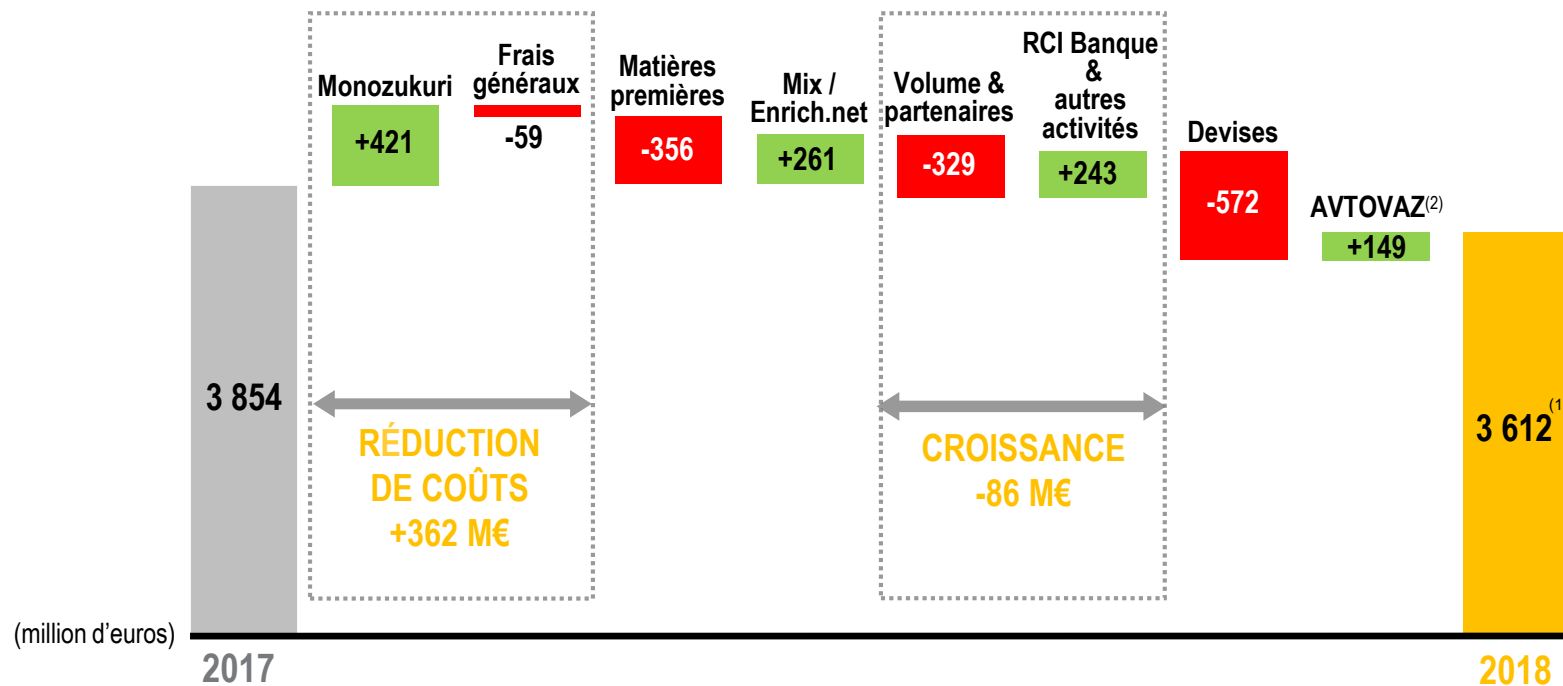 Monozukuri
+421
Frais
généraux
-59
Matières
premières
-356
Mix /
Enrich.net
+261
Volume &
partenaires
-329
RCI Banque
&
autres
activités
+243
Devises
-572
AVTOVAZ(2)
+149
3 854
RÉDUCTION
DE COÛTS
+362 M€
CROISSANCE
-86 M€
3 612(1
(million d’euros)
2017
2018